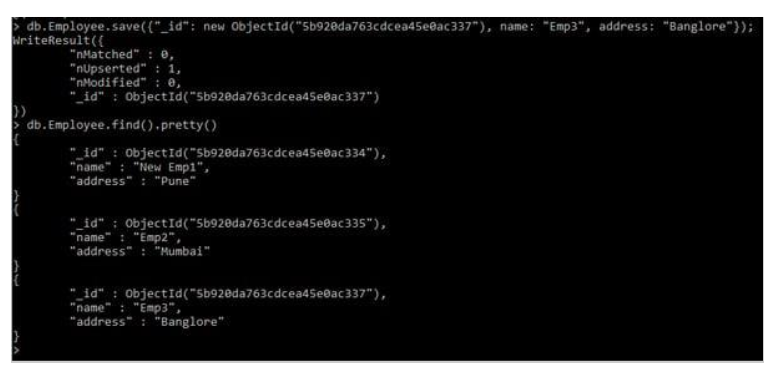 > db.Employee.save({"_id": new ObjectId("5b920da763cdcea45e0ac337"), name: "Emp3", address: "Banglore"});
WriteResult({
"nMatched" : 0,
"nUpserted" : 1,
"nModified" : 0,
"_id" : ObjectId("5b920da763cdcea45e0ac337")
})
> db.Employee.find().pretty()
{
"_id" : ObjectId("5b920da763cdcea45e0ac334"),
"name" : "New Emp1",
"address" : "Pune"
}
{
"_id" : ObjectId("5b920da763cdcea45e0ac335"),
"name" : "Emp2",
"address" : "Mumbai"
}
{
"_id" : ObjectId("5b920da763cdcea45e0ac337"),
"name" : "Emp3",
"address" : "Banglore"
}
>